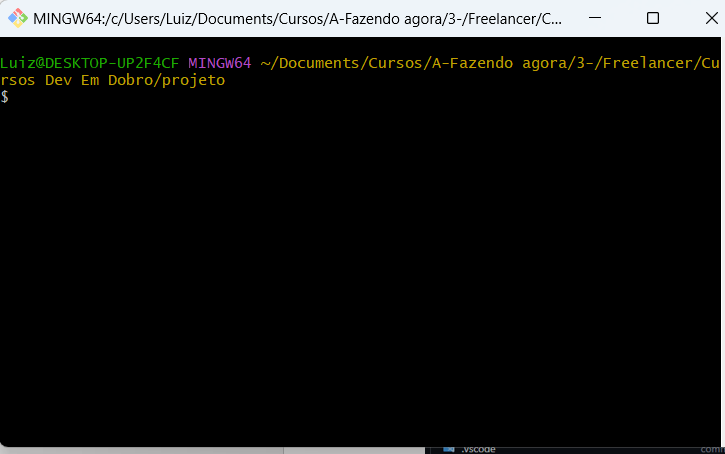 MINGW64:/c/Users/Luiz/Documents/Cursos/A-Fazendo agora/3-/Freelancer/C...
Luiz@DESKTOP-UP2F4CF MINGW64 ~/Documents/Cursos/A-Fazendo agora/3-/Freelancer/Cu
rsos Dev Em Dobro/projeto
$
.vscode